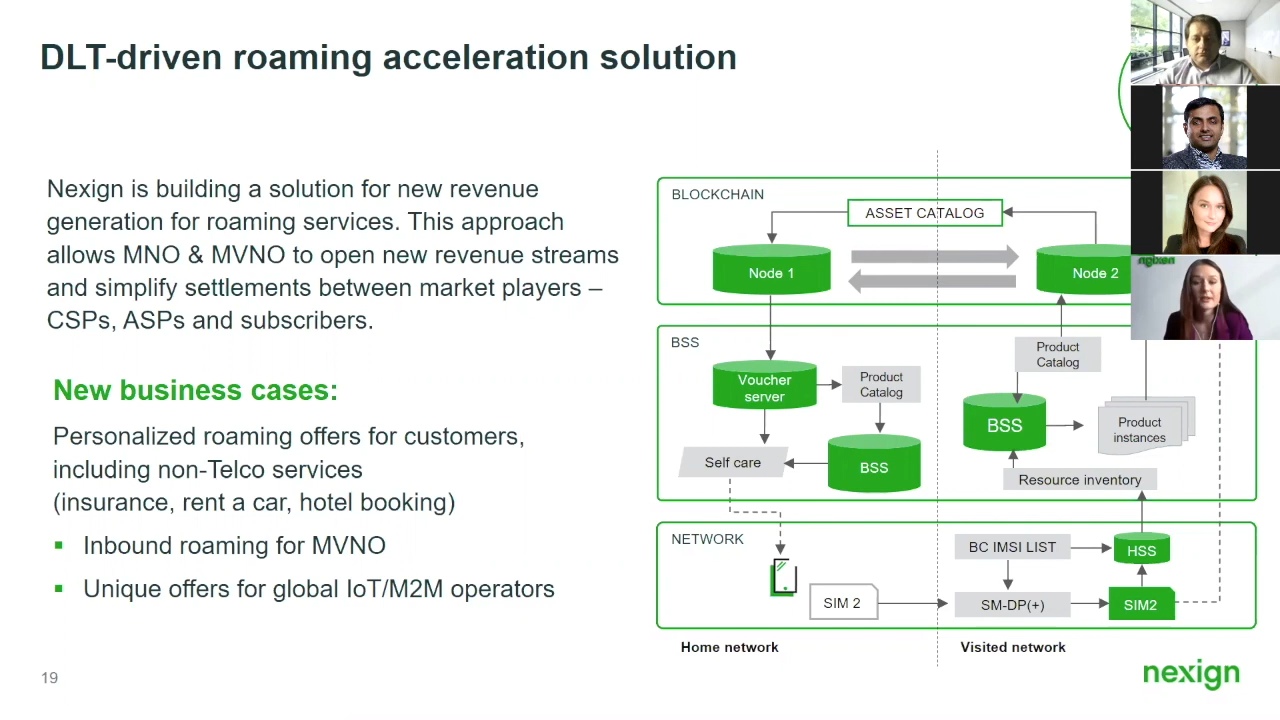 DLT-driven roaming acceleration solution
Nexign is building a solution for new revenue
generation for roaming services. This approach
allows MNO & MVNO to open new revenue streams
and simplify settlements between market players –
CSPs, ASPs and subscribers.
New business cases:
Personalized roaming offers for customers,
including non-Telco services
(insurance, rent a car, hotel booking)
Inbound roaming for MVNO
Unique offers for global IoT/M2M operators
BLOCKCHAIN
ASSET CATALOG
Node 1
Node 2
BSS
Voucher
server
Product
Catalog
Self care
BSS
Product
Catalog
BSS
Product
instances
Resource inventory
NETWORK
SIM 2
BC IMSI LIST
HSS
SM-DP(+)
SIM2
Home network
Visited network
19
nexign